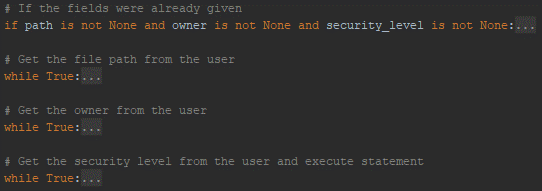 # If the fields were already given
if path is not None and owner is not None and security_level is not None:...
# Get the file path from the user
while True:...
# Get the owner from the user
while True:...
# Get the security level from the user and execute statement
while True:...